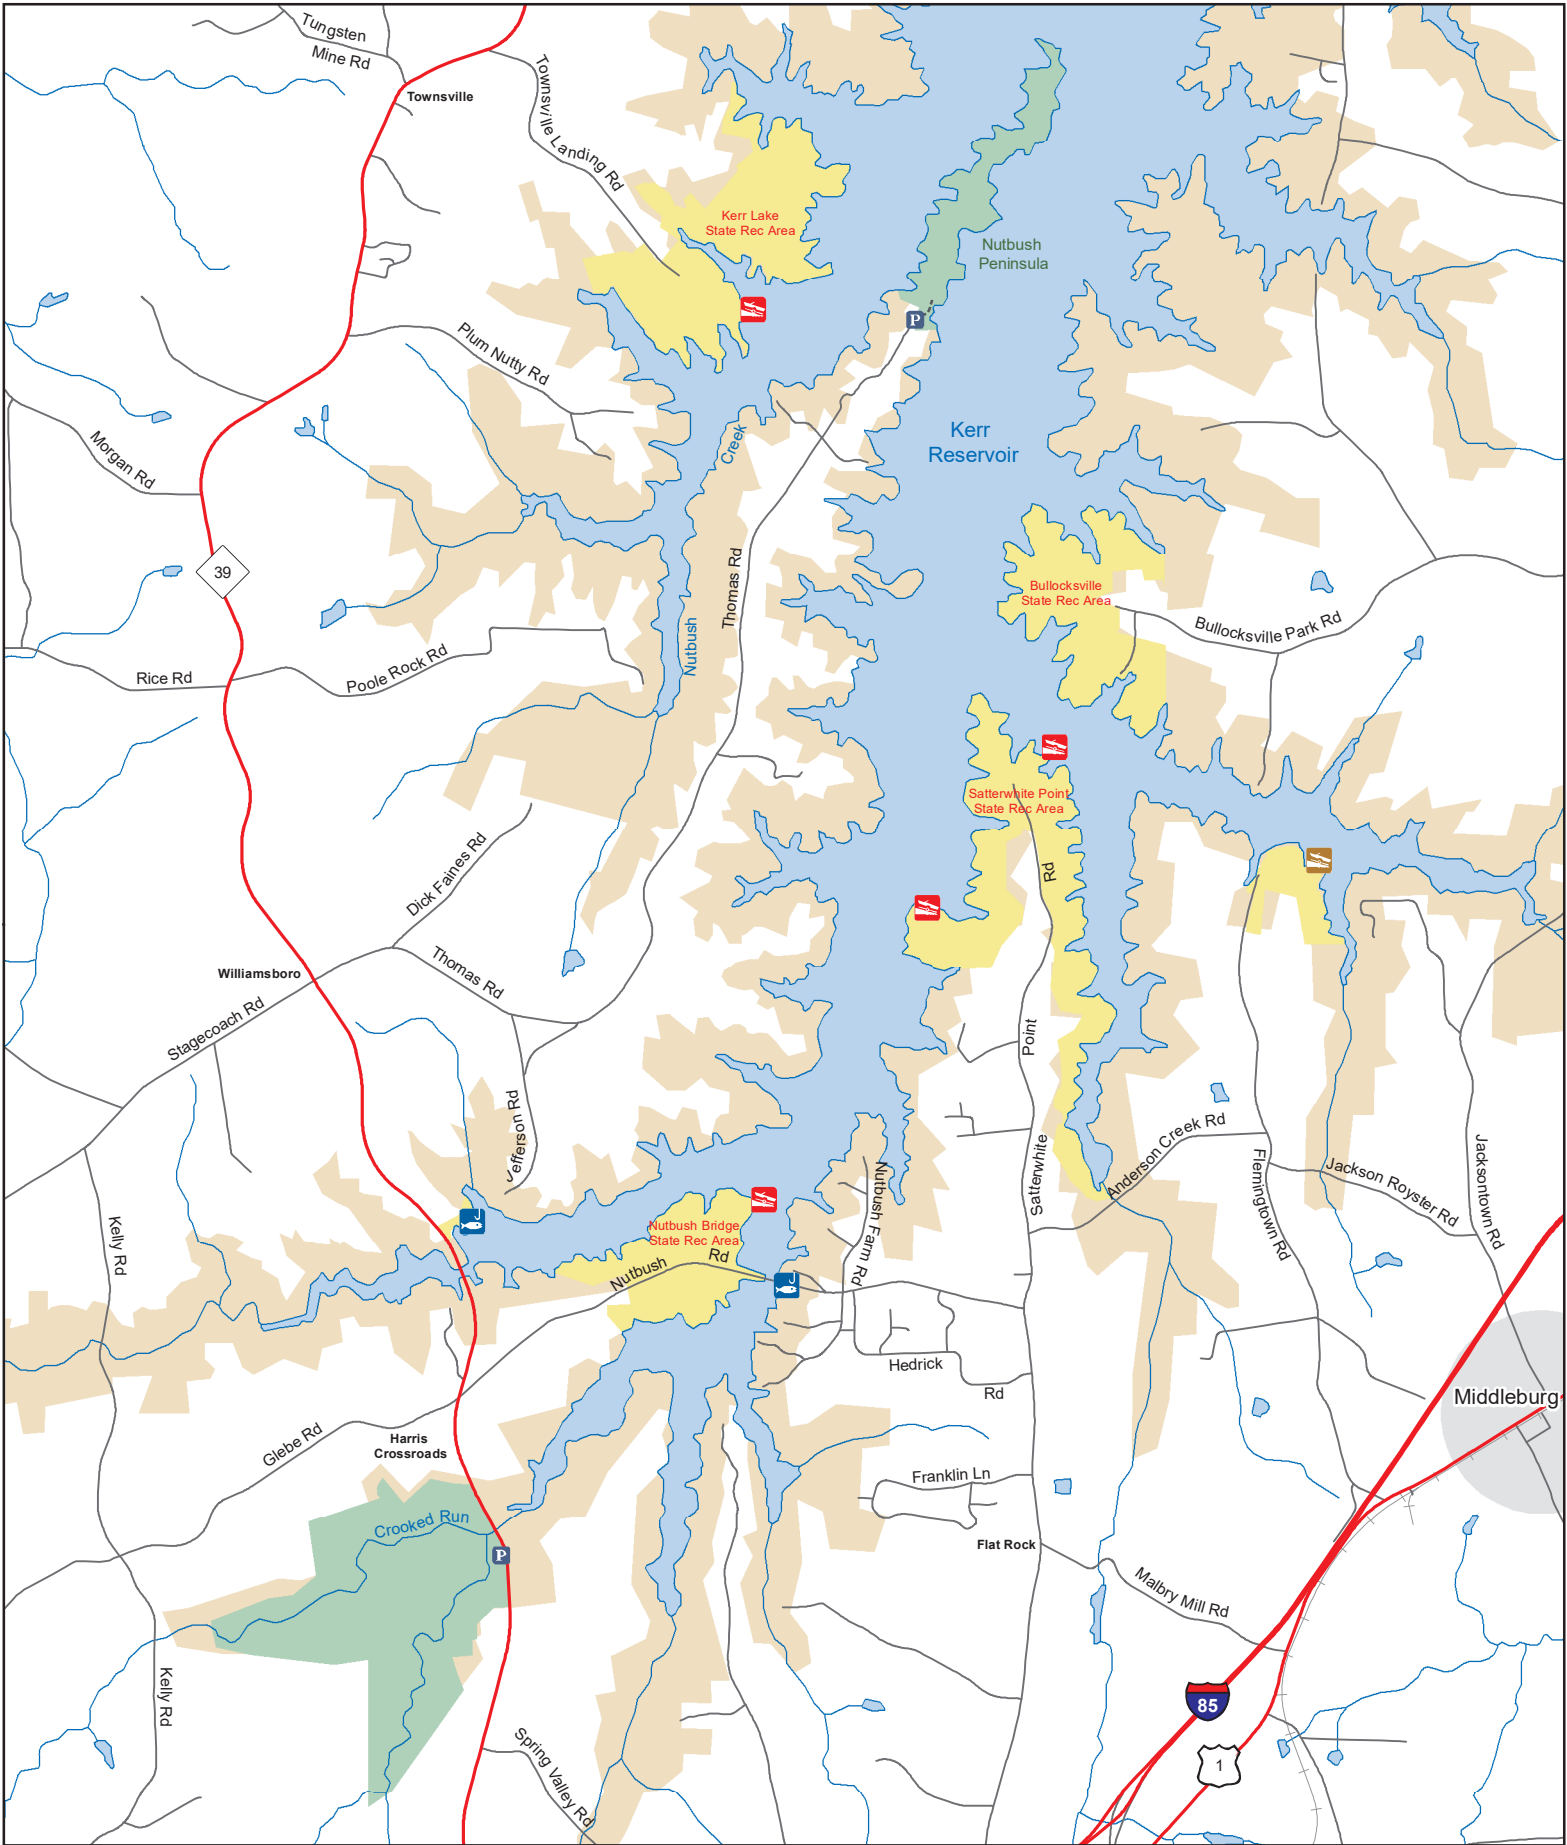 Tungsten
Mine Rd
Townsville
Townsville Landing Rd
Kerr Lake
State Rec Area
Nutbush
Peninsula
P
Plum Nutty Rd
Morgan Rd
Creek
Kerr
Reservoir
39
Thomas Rd
Nutbush
Bullocksville
State Rec Area
Bullocksville Park Rd
Rice Rd
Poole Rock Rd
Satterwhite Point
State Rec Area
Rd
Dick Faines Rd
Williamsboro
Thomas Rd
Stagecoach Rd
Point
Jefferson Rd
Satterwhite
Anderson Creek Rd
Flemingtown Rd
Jackson Royster Rd
Jacksontown Rd
Nutbush Farm Rd
Kelly Rd
Nutbush Bridge
State Rec Area
Nutbush
Rd
Hedrick
Rd
Middleburg
Glebe Rd
Harris
Crossroads
Franklin Ln
Crooked Run
P
Flat Rock
Malbry Mill Rd
Kelly Rd
85
1
Spring Valley Rd